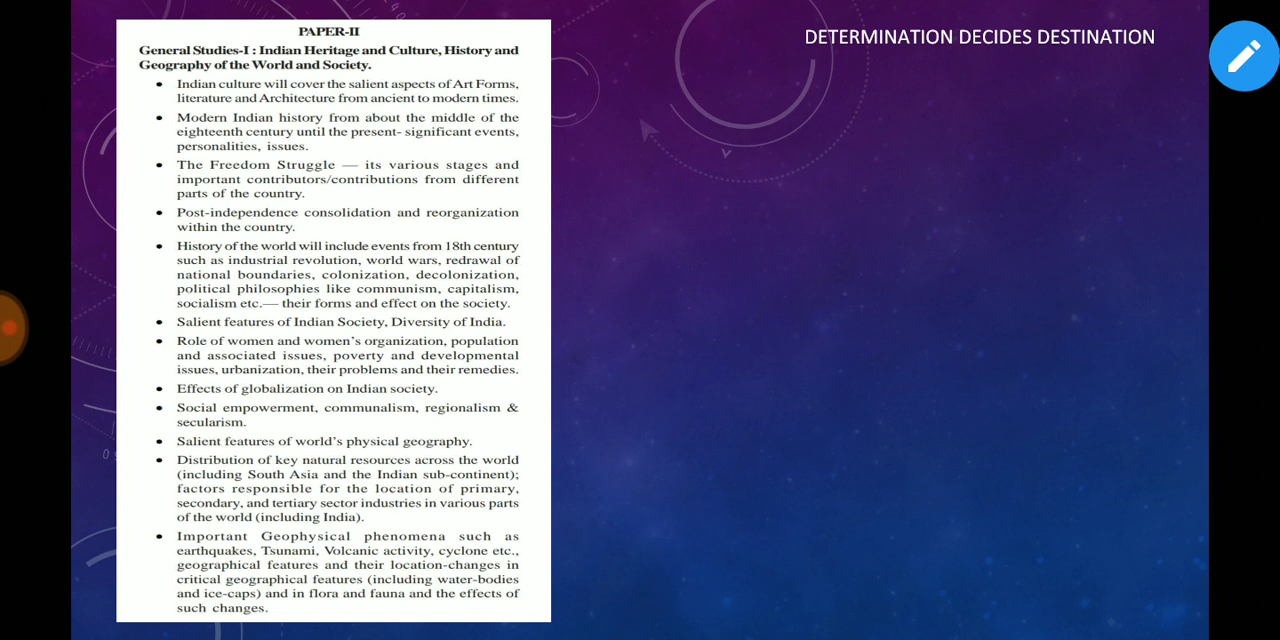 PAPER-II
General Studies-I : Indian Heritage and Culture, History and
Geography of the World and Society.
• Indian culture will cover the salient aspects of Art Forms,
literature and Architecture from ancient to modern times.
• Modern Indian history from about the middle of the
eighteenth century until the present- significant events,
personalities, issues.
• The Freedom Struggle — its various stages and
important contributors/contributions from different
parts of the country.
• Post-independence consolidation and reorganization
within the country.
• History of the world will include events from 18th century
such as industrial revolution, world wars, redrawal of
national boundaries, colonization, decolonization,
political philosophies like communism, capitalism,
socialism etc.— their forms and effect on the society.
• Salient features of Indian Society, Diversity of India.
• Role of women and women's organization, population
and associated issues, poverty and developmental
issues, urbanization, their problems and their remedies.
• Effects of globalization on Indian society.
• Social empowerment, communalism, regionalism &
secularism.
• Salient features of world's physical geography.
• Distribution of key natural resources across the world
(including South Asia and the Indian sub-continent);
factors responsible for the location of primary,
secondary, and tertiary sector industries in various parts
of the world (including India).
• Important Geophysical phenomena such as
earthquakes, Tsunami, Volcanic activity, cyclone etc.,
geographical features and their location-changes in
critical geographical features (including water-bodies
and ice-caps) and in flora and fauna and the effects of
such changes.
DETERMINATION DECIDES DESTINATION